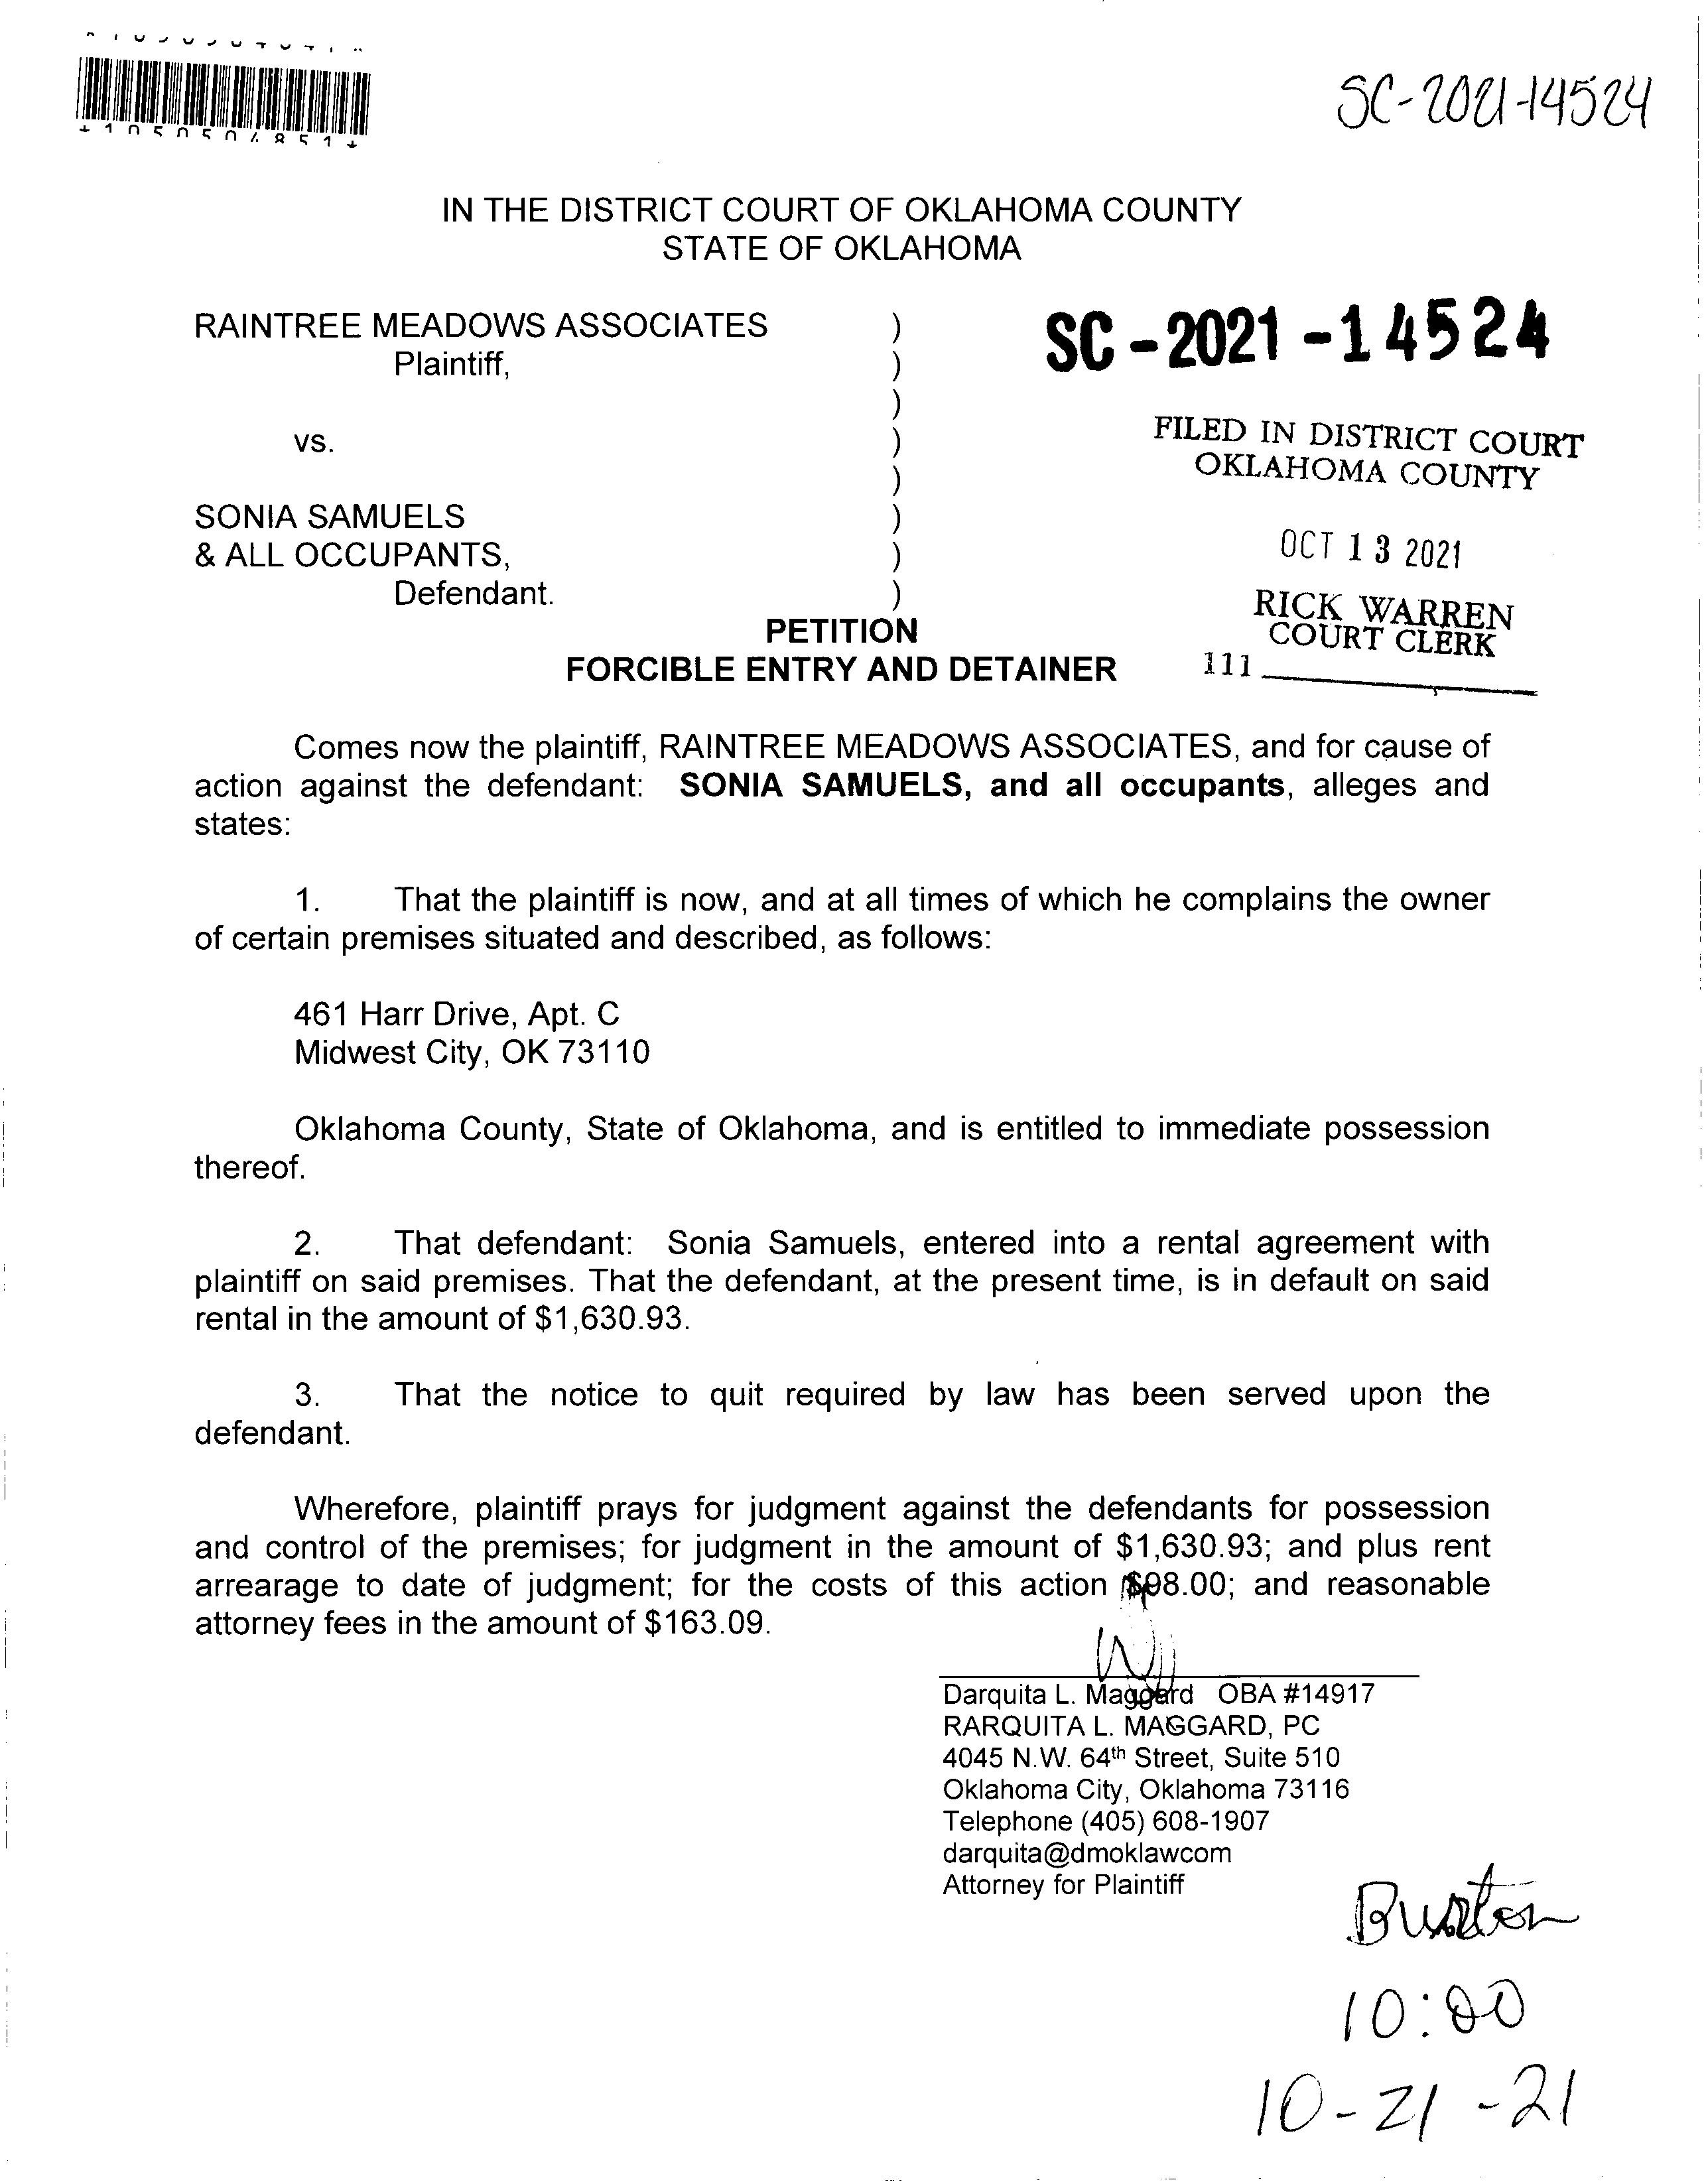 *1050504851*
SC-2021-14524
IN THE DISTRICT COURT OF OKLAHOMA COUNTY
STATE OF OKLAHOMA
RAINTREE MEADOWS ASSOCIATES )
Plaintiff, )
)
vs. )
)
SONIA SAMUELS )
& ALL OCCUPANTS, )
Defendant. )
SC-2021-14524
FILED IN DISTRICT COURT
OKLAHOMA COUNTY
OCT 13 2021
RICK WARREN
COURT CLERK
111
PETITION
FORCIBLE ENTRY AND DETAINER
Comes now the plaintiff, RAINTREE MEADOWS ASSOCIATES, and for cause of
action against the defendant: SONIA SAMUELS, and all occupants, alleges and
states:
1. That the plaintiff is now, and at all times of which he complains the owner
of certain premises situated and described, as follows:
461 Harr Drive, Apt. C
Midwest City, OK 73110
Oklahoma County, State of Oklahoma, and is entitled to immediate possession
thereof.
2. That defendant: Sonia Samuels, entered into a rental agreement with
plaintiff on said premises. That the defendant, at the present time, is in default on said
rental in the amount of $1,630.93.
3. That the notice to quit required by law has been served upon the
defendant.
Wherefore, plaintiff prays for judgment against the defendants for possession
and control of the premises; for judgment in the amount of $1,630.93; and plus rent
arrearage to date of judgment; for the costs of this action $98.00; and reasonable
attorney fees in the amount of $163.09.
Darquita L. Maggard OBA #14917
RARQUITA L. MAGGARD, PC
4045 N.W. 64th Street, Suite 510
Oklahoma City, Oklahoma 73116
Telephone (405) 608-1907
darquita@dmoklawcom
Attorney for Plaintiff
10:00
10-21-21